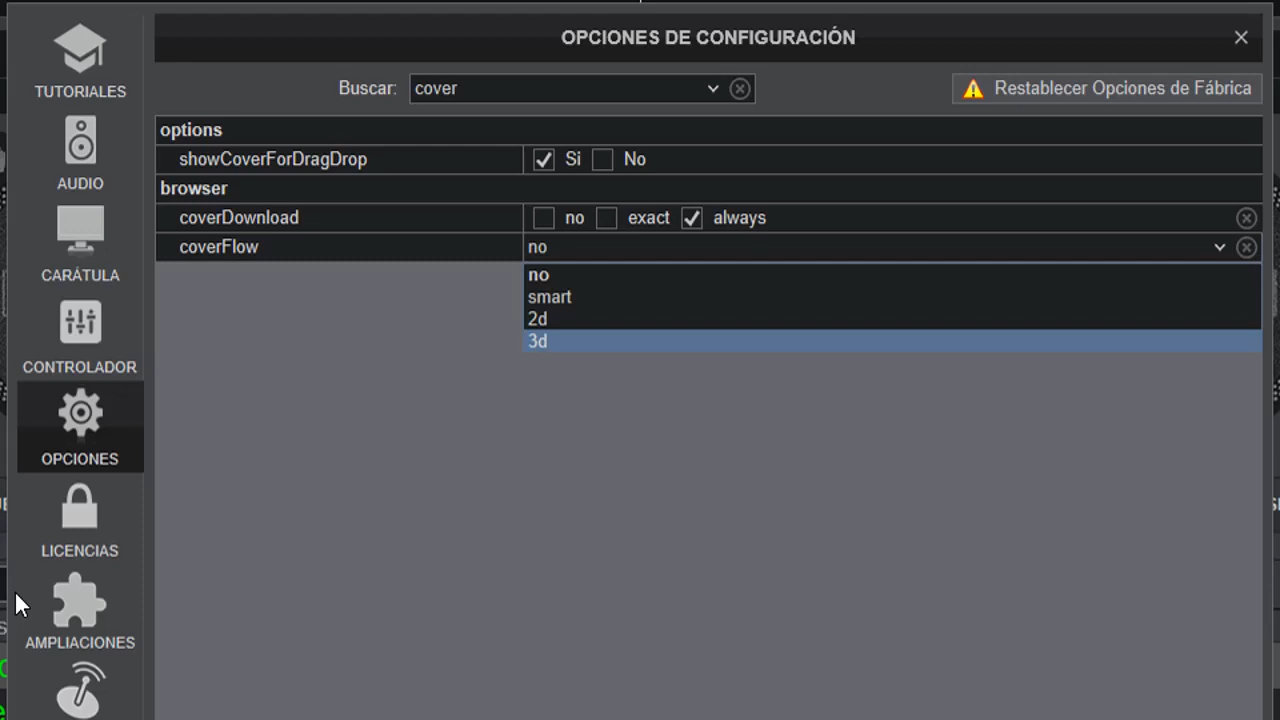 OPCIONES DE CONFIGURACIÓN
Buscar: cover
Restablecer Opciones de Fábrica
options
showCoverForDragDrop Si No
browser
coverDownload no exact always
coverFlow no
no
smart
2d
3d
TUTORIALES
AUDIO
CARÁTULA
CONTROLADOR
OPCIONES
LICENCIAS
AMPLIACIONES